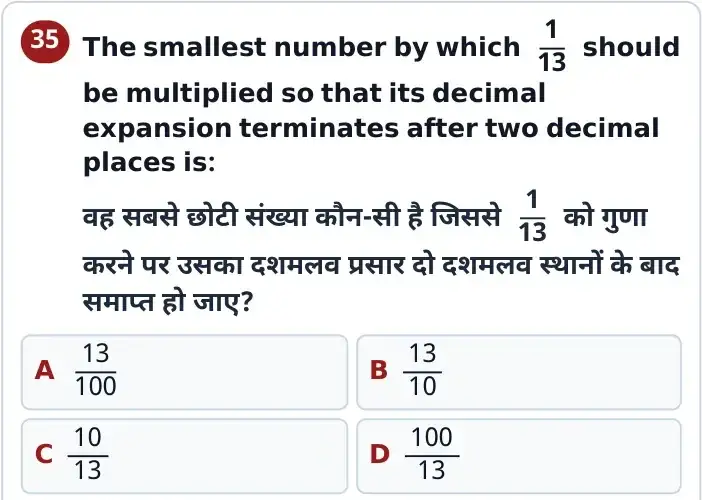 35 The smallest number by which 1/13 should
be multiplied so that its decimal
expansion terminates after two decimal
places is:
वह सबसे छोटी संख्या कौन-सी है जिससे 1/13 को गुणा
करने पर उसका दशमलव प्रसार दो दशमलव स्थानों के बाद
समाप्त हो जाए?
A 13/100 B 13/10
C 10/13 D 100/13